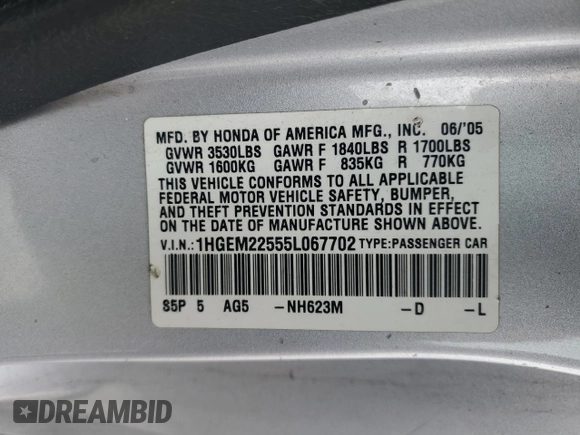 MFD. BY HONDA OF AMERICA MFG., INC. 06/'05
GVWR 3530LBS GAWR F 1840LBS R 1700LBS
GVWR 1600KG GAWR F 835KG R 770KG
THIS VEHICLE CONFORMS TO ALL APPLICABLE
FEDERAL MOTOR VEHICLE SAFETY, BUMPER,
AND THEFT PREVENTION STANDARDS IN EFFECT
ON THE DATE OF MANUFACTURE SHOWN ABOVE.
V.I.N.:1HGEM22555L067702 TYPE:PASSENGER CAR
S5P 5 AG5 -NH623M -D -L
DREAMBID